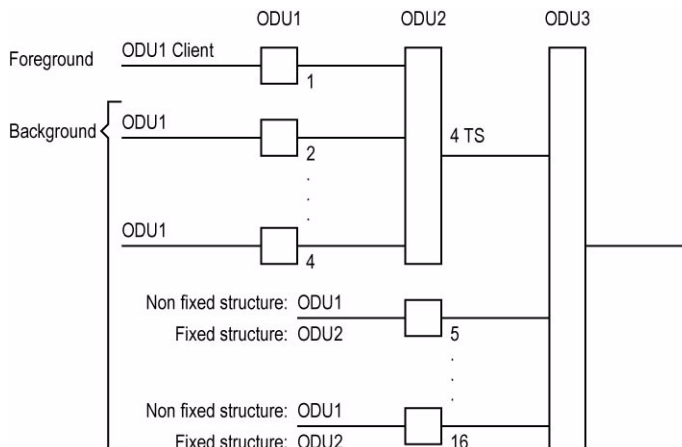 ODU1 ODU2 ODU3
Foreground ODU1 Client
1
Background ODU1
2
4 TS
.
.
.
ODU1
4
Non fixed structure: ODU1
Fixed structure: ODU2
5
.
.
.
Non fixed structure: ODU1
Fixed structure: ODU2
16